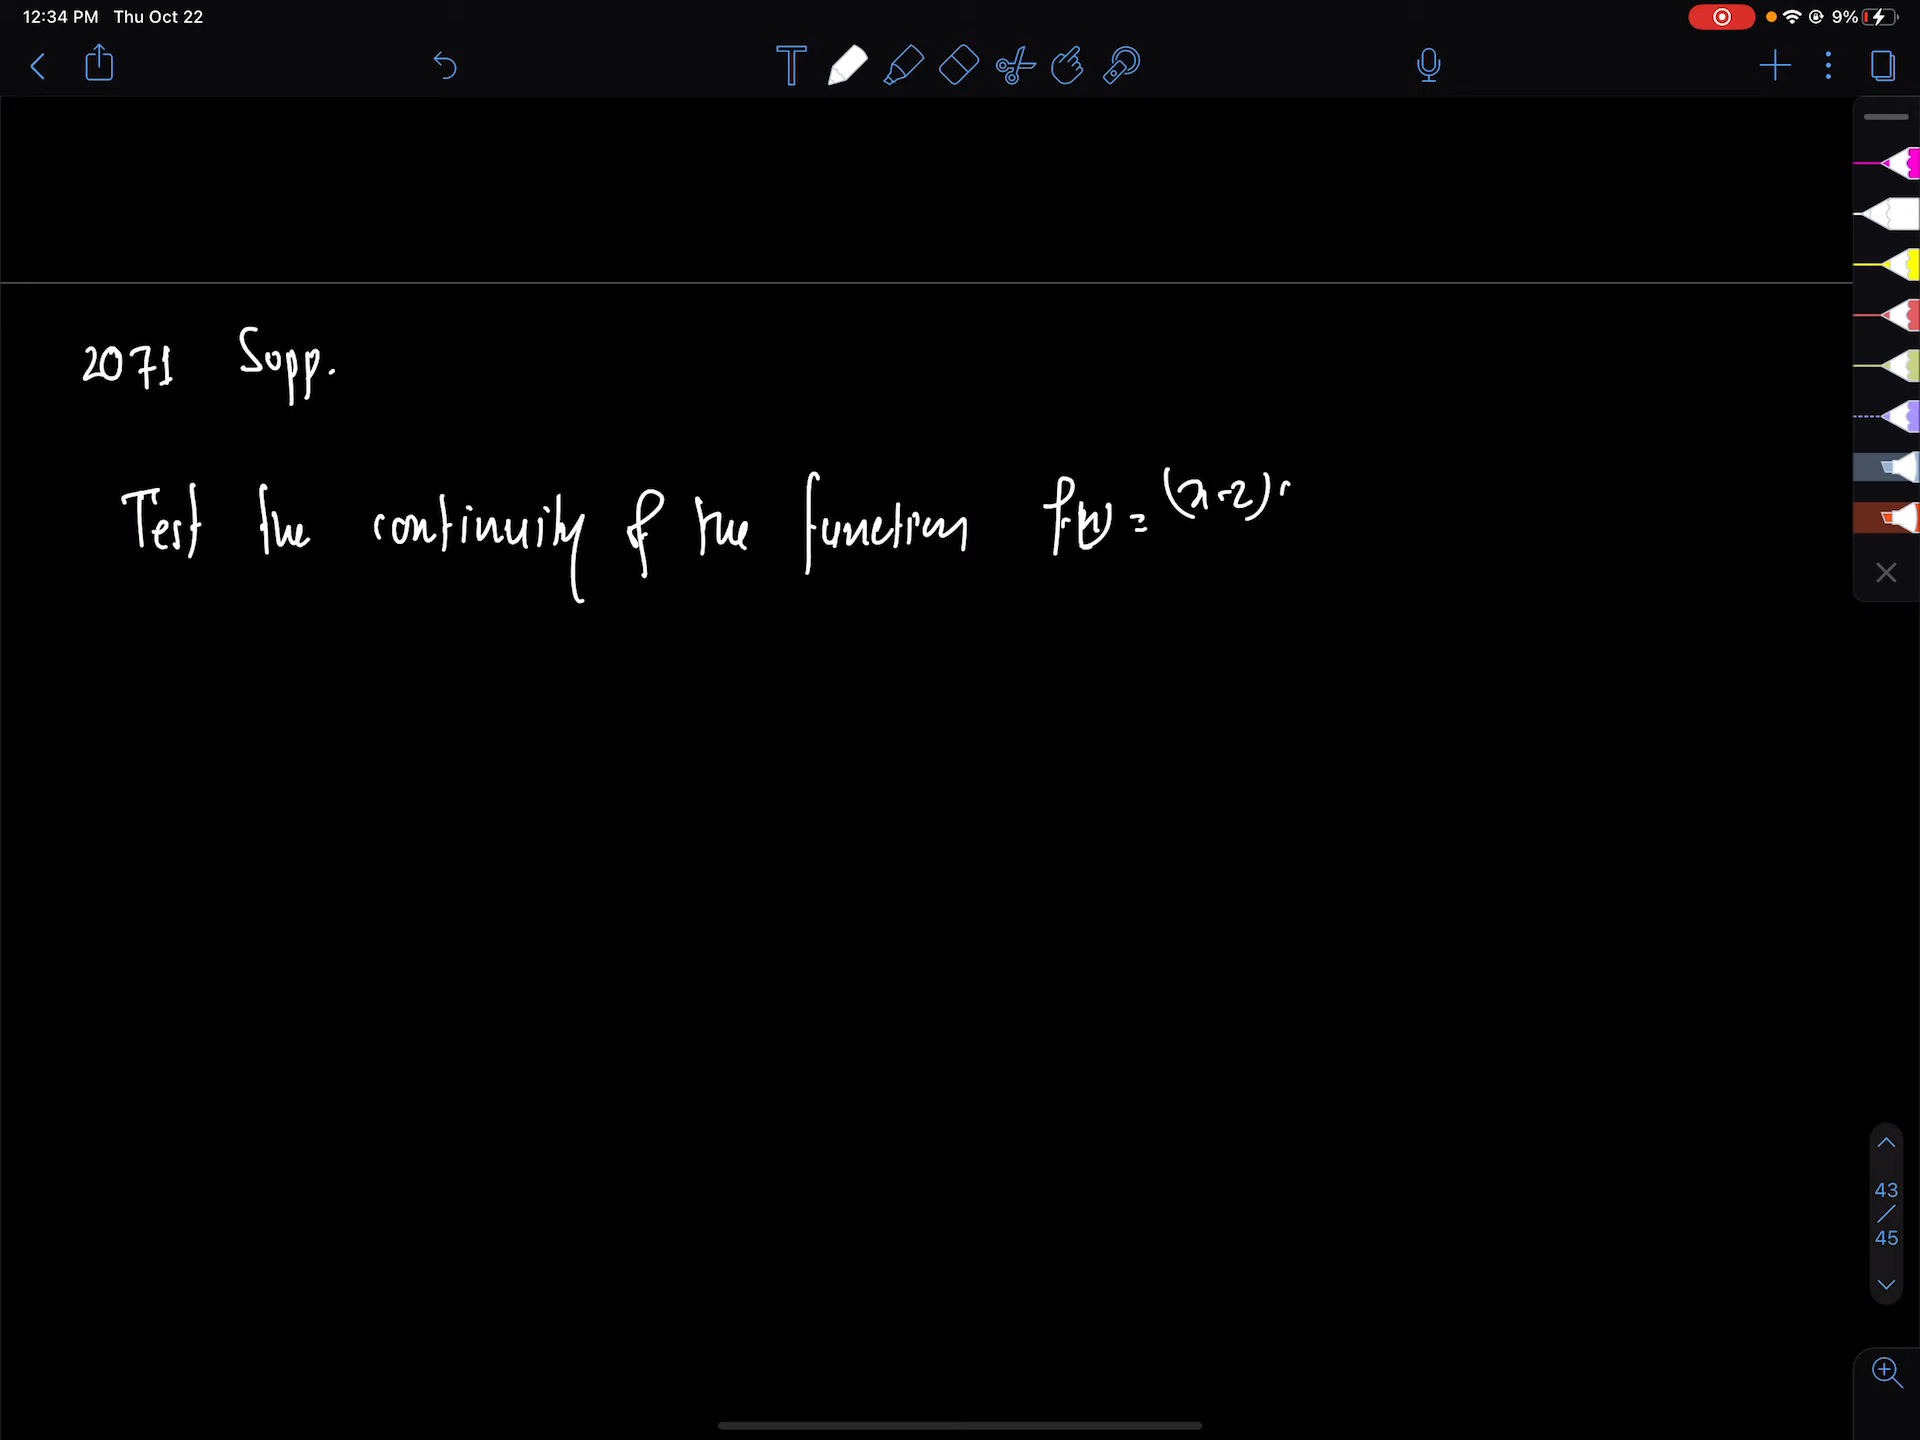 12:34 PM Thu Oct 22
9%
2071 Supp.
Test the continuity of the function f(x) = (x-2)
43
/
45